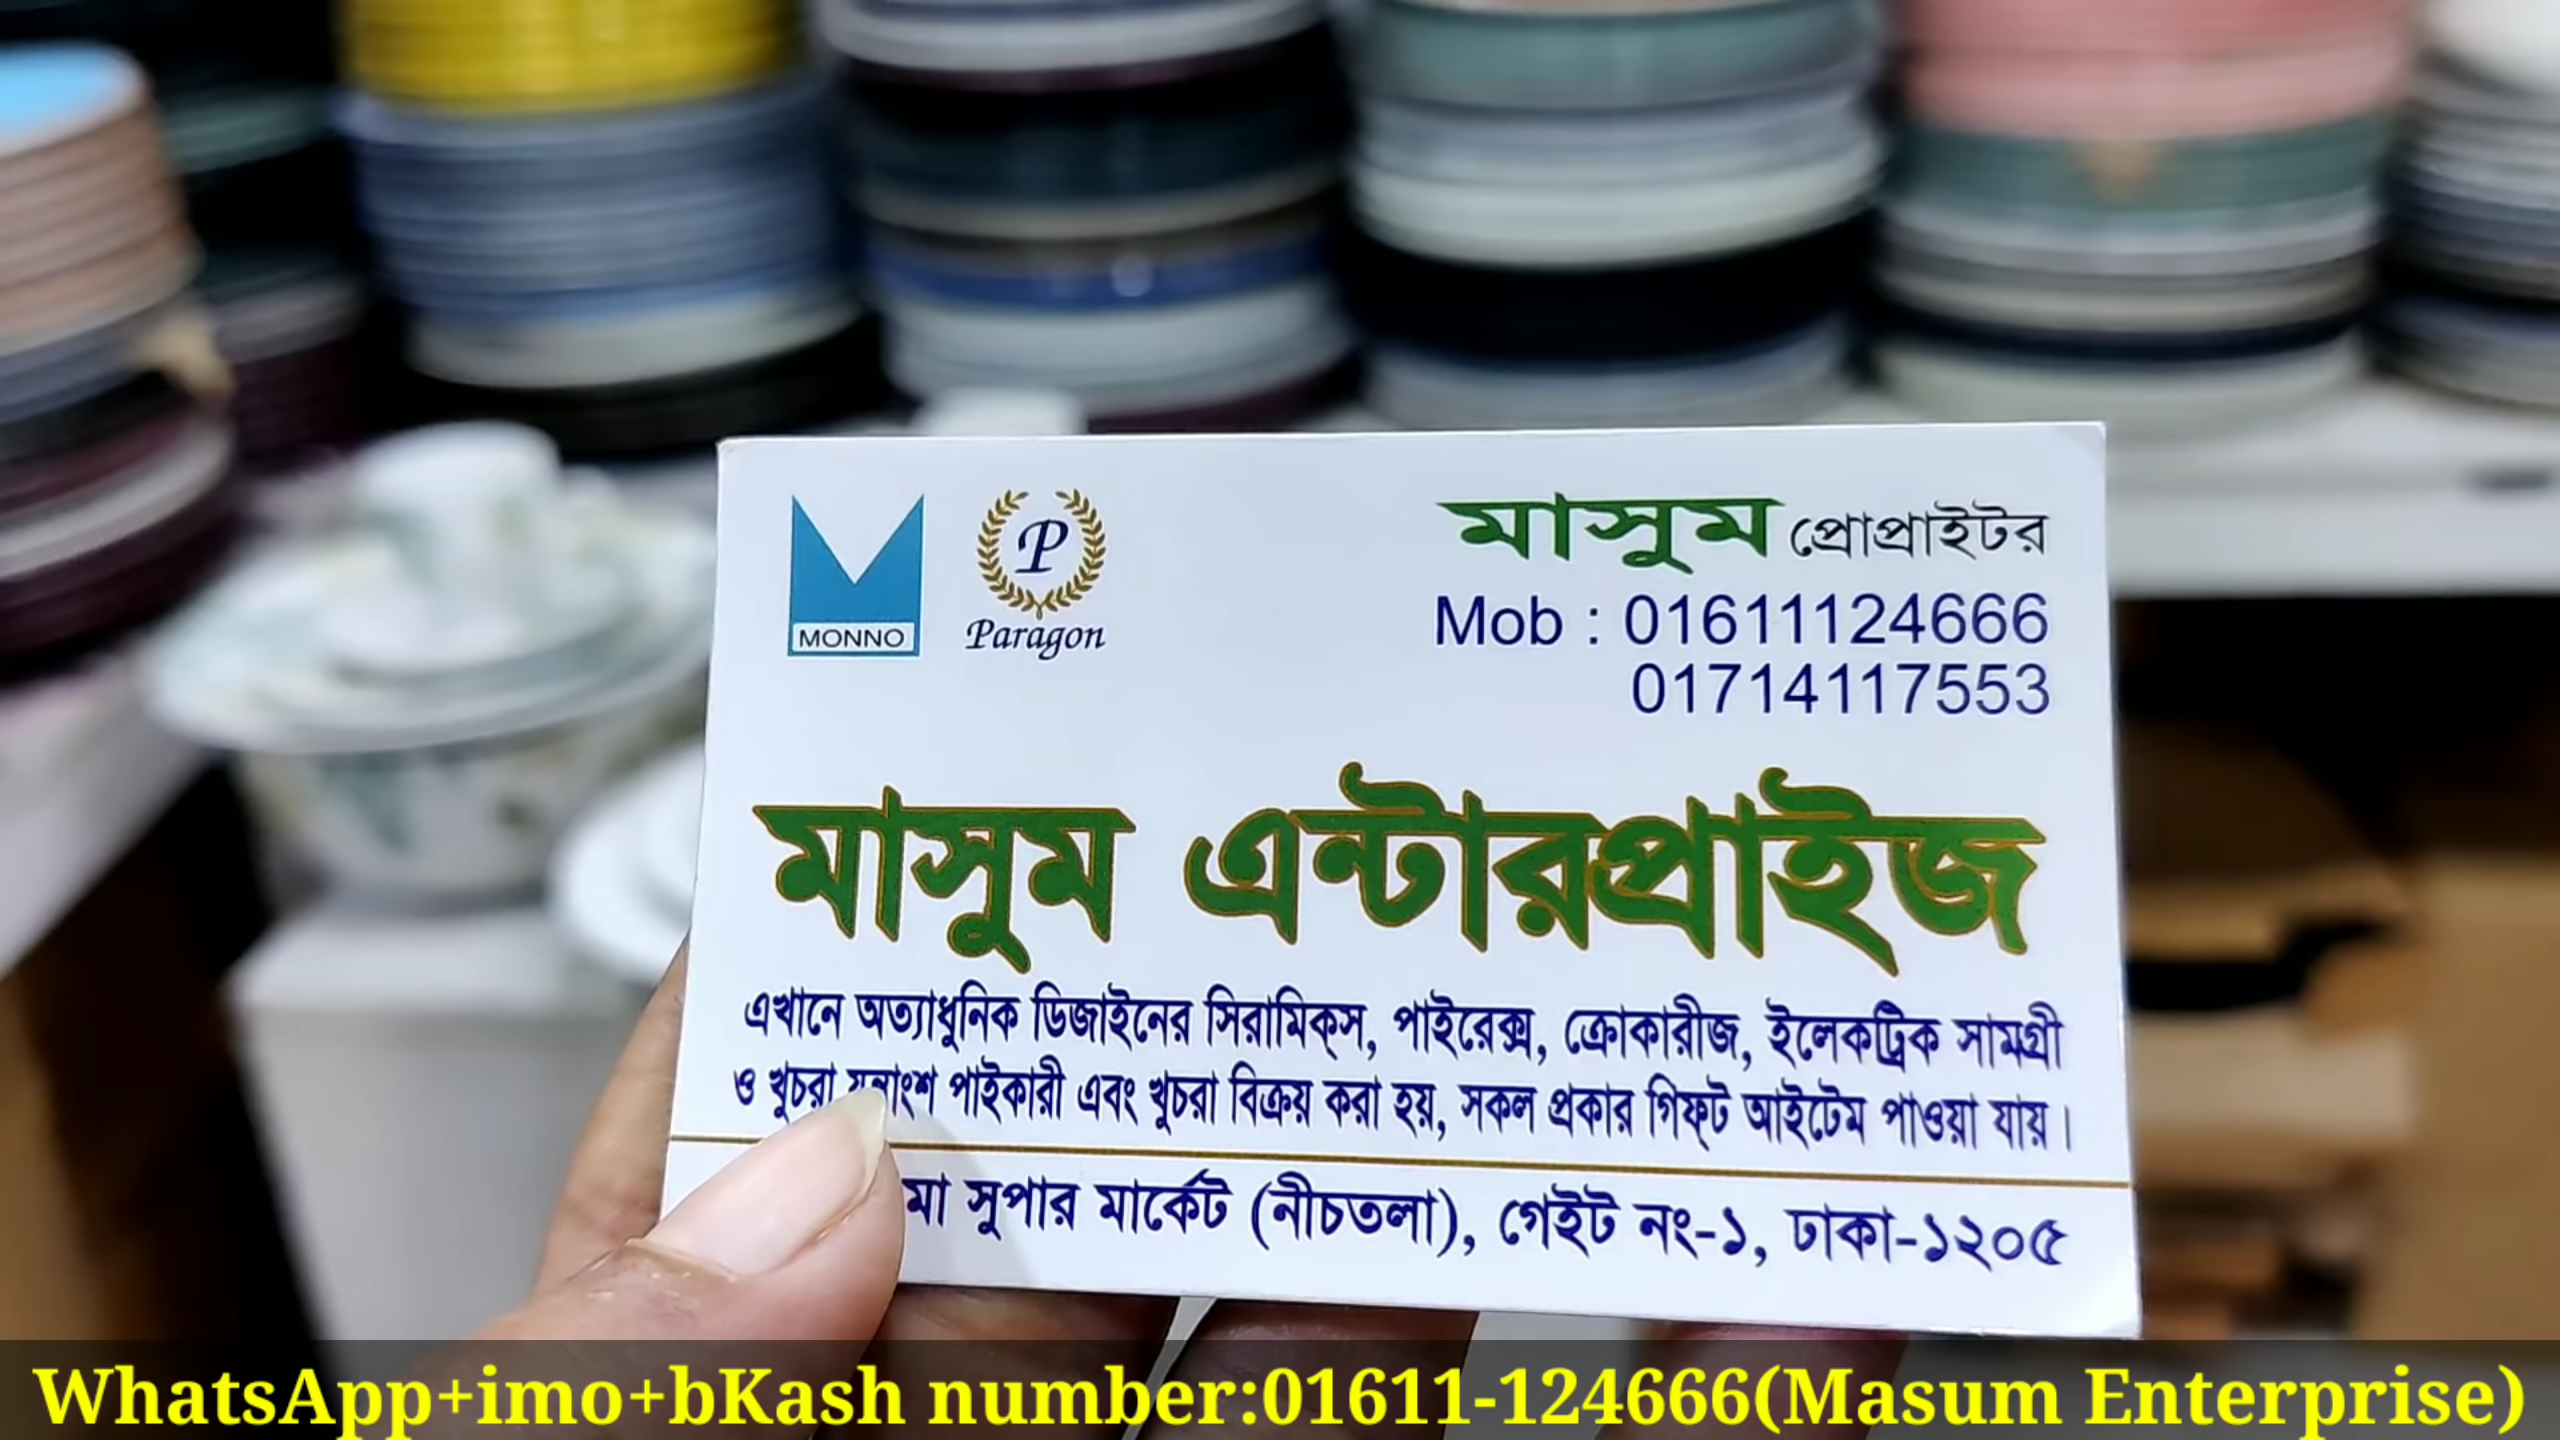 MONNO
P
Paragon
মাসুম প্রোপ্রাইটর
Mob : 01611124666
01714117553
মাসুম এন্টারপ্রাইজ
এখানে অত্যাধুনিক ডিজাইনের সিরামিক্স, পাইরেক্স, ক্রোকারীজ, ইলেকট্রিক সামগ্রী
ও খুচরা যন্ত্রাংশ পাইকারী এবং খুচরা বিক্রয় করা হয়, সকল প্রকার গিফ্ট আইটেম পাওয়া যায়।
মা সুপার মার্কেট (নীচতলা), গেইট নং-১, ঢাকা-১২০৫
WhatsApp+imo+bKash number:01611-124666(Masum Enterprise)